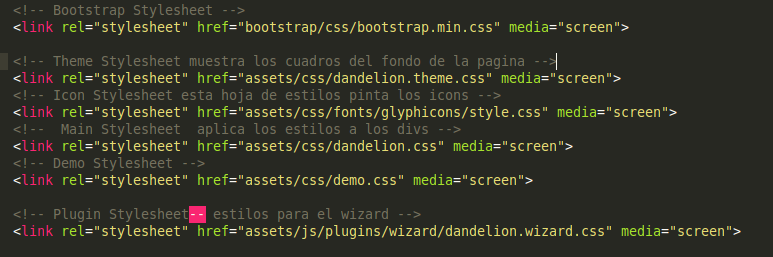 <!-- Bootstrap Stylesheet -->
<link rel="stylesheet" href="bootstrap/css/bootstrap.min.css" media="screen">
<!-- Theme Stylesheet muestra los cuadros del fondo de la pagina -->
<link rel="stylesheet" href="assets/css/dandelion.theme.css" media="screen">
<!-- Icon Stylesheet esta hoja de estilos pinta los icons -->
<link rel="stylesheet" href="assets/css/fonts/glyphicons/style.css" media="screen">
<!--  Main Stylesheet  aplica los estilos a los divs -->
<link rel="stylesheet" href="assets/css/dandelion.css" media="screen">
<!-- Demo Stylesheet -->
<link rel="stylesheet" href="assets/css/demo.css" media="screen">
<!-- Plugin Stylesheet-- estilos para el wizard -->
<link rel="stylesheet" href="assets/js/plugins/wizard/dandelion.wizard.css" media="screen">